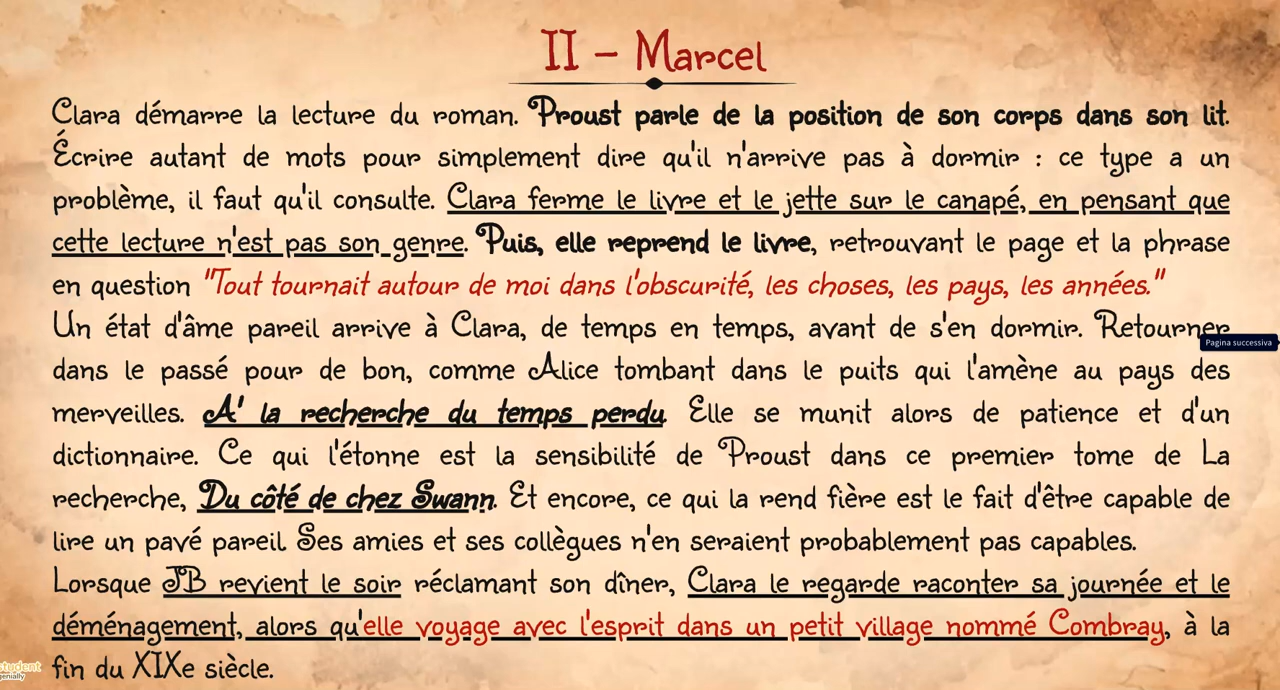 II – Marcel
Clara démarre la lecture du roman. Proust parle de la position de son corps dans son lit.
Écrire autant de mots pour simplement dire qu'il n'arrive pas à dormir : ce type a un
problème, il faut qu'il consulte. Clara ferme le livre et le jette sur le canapé, en pensant que
cette lecture n'est pas son genre. Puis, elle reprend le livre, retrouvant le page et la phrase
en question "Tout tournait autour de moi dans l'obscurité, les choses, les pays, les années."
Un état d'âme pareil arrive à Clara, de temps en temps, avant de s'en dormir. Retourner
Pagina successiva
dans le passé pour de bon, comme Alice tombant dans le puits qui l'amène au pays des
merveilles. A' la recherche du temps perdu. Elle se munit alors de patience et d'un
dictionnaire. Ce qui l'étonne est la sensibilité de Proust dans ce premier tome de La
recherche, Du côté de chez Swann. Et encore, ce qui la rend fière est le fait d'être capable de
lire un pavé pareil. Ses amies et ses collègues n'en seraient probablement pas capables.
Lorsque JB revient le soir réclamant son dîner, Clara le regarde raconter sa journée et le
déménagement, alors qu'elle voyage avec l'esprit dans un petit village nommé Combray, à la
fin du XIXe siècle.
student
genially